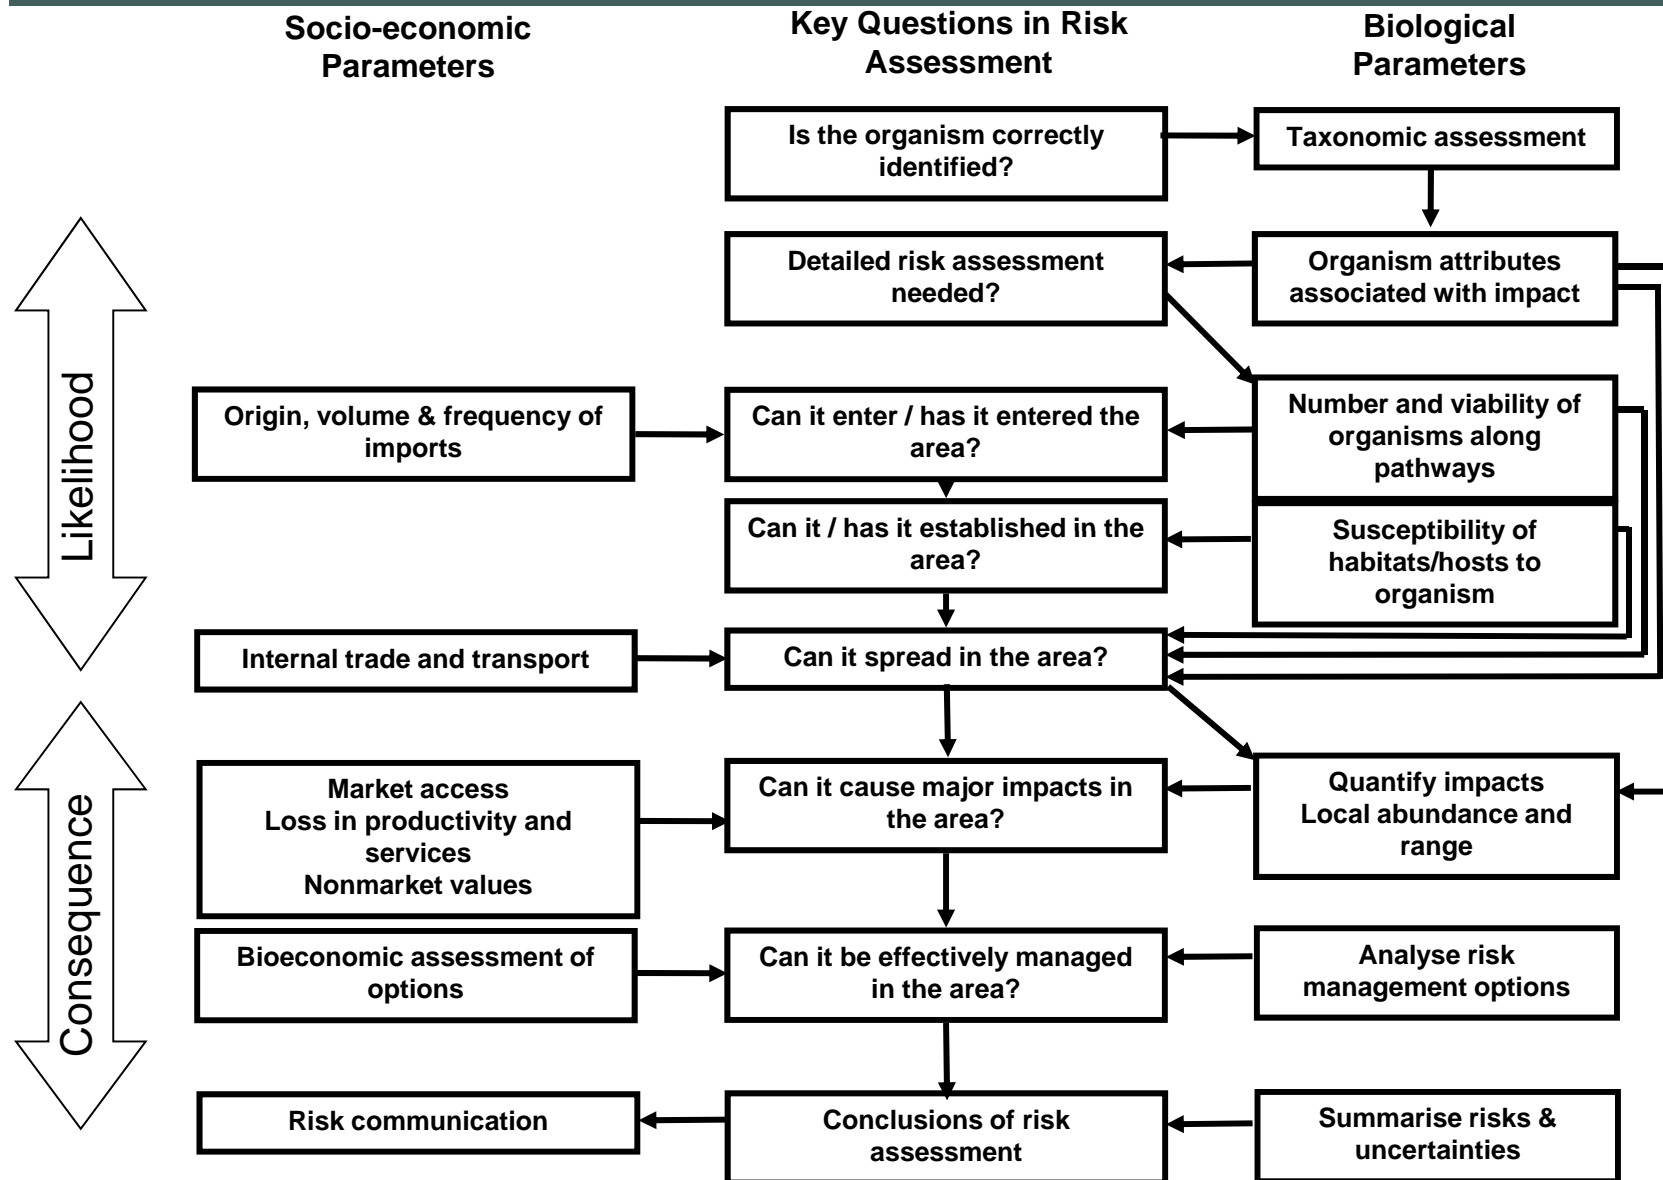 Socio-economic
Parameters
Key Questions in Risk
Assessment
Biological
Parameters
Is the organism correctly
identified?
Taxonomic assessment
Detailed risk assessment
needed?
Organism attributes
associated with impact
Likelihood
Origin, volume & frequency of
imports
Can it enter / has it entered the
area?
Number and viability of
organisms along
pathways
Can it / has it established in the
area?
Susceptibility of
habitats/hosts to
organism
Internal trade and transport
Can it spread in the area?
Consequence
Market access
Loss in productivity and
services
Nonmarket values
Can it cause major impacts in
the area?
Quantify impacts
Local abundance and
range
Bioeconomic assessment of
options
Can it be effectively managed
in the area?
Analyse risk
management options
Risk communication
Conclusions of risk
assessment
Summarise risks &
uncertainties